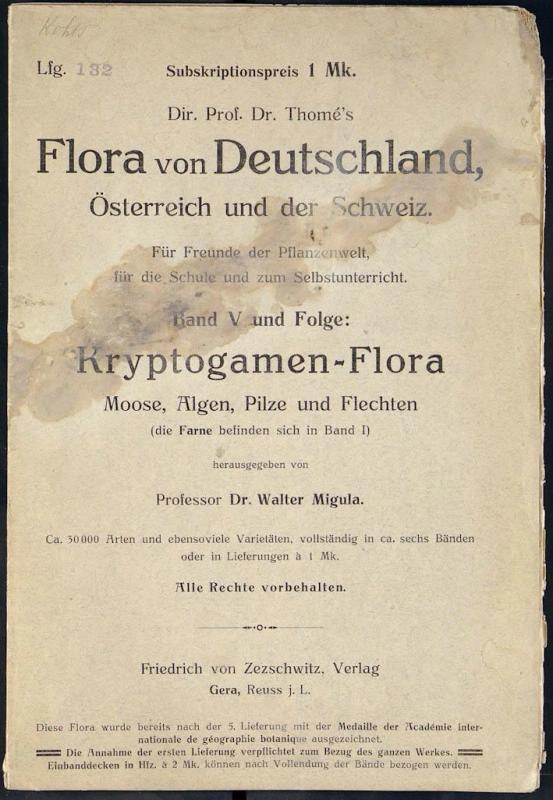 Lfg. 132 Subskriptionspreis 1 Mk.
Dir. Prof. Dr. Thomé's
Flora von Deutschland,
Österreich und der Schweiz.
Für Freunde der Pflanzenwelt,
für die Schule und zum Selbstunterricht.
Band V und Folge:
Kryptogamen-Flora
Moose, Algen, Pilze und Flechten
(die Farne befinden sich in Band I)
herausgegeben von
Professor Dr. Walter Migula.
Ca. 30000 Arten und ebensoviele Varietäten, vollständig in ca. sechs Bänden
oder in Lieferungen à 1 Mk.
Alle Rechte vorbehalten.
Friedrich von Zezschwitz, Verlag
Gera, Reuss j. L.
Diese Flora wurde bereits nach der 5. Lieferung mit der Medaille der Académie inter-
nationale de géographie botanique ausgezeichnet.
Die Annahme der ersten Lieferung verpflichtet zum Bezug des ganzen Werkes.
Einbanddecken in Hfz. à 2 Mk. können nach Vollendung der Bände bezogen werden.